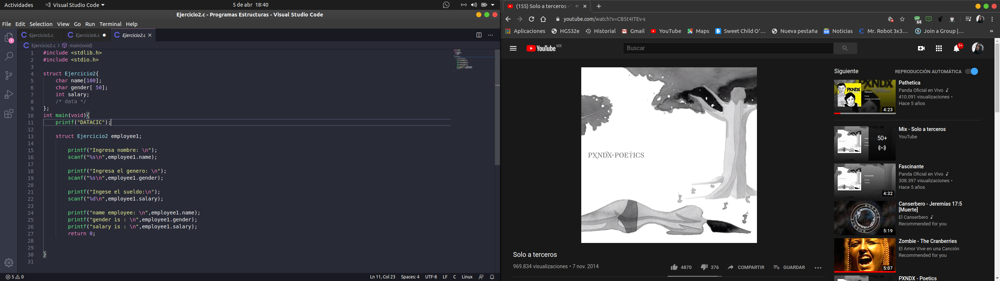 Actividades
Visual Studio Code
5 de abr 18:40
Ejercicio2.c - Programas Estructuras - Visual Studio Code
File Edit Selection View Go Run Terminal Help
1
Ejercicio5.c
Ejercicio6.c
Ejercicio2.c
Ejercicio2.c > main(void)
1 #include <stdlib.h>
2 #include <stdio.h>
3
4 struct Ejercicio2{
5 char name[100];
6 char gender[ 50];
7 int salary;
8 /* data */
9 };
10 int main(void){
11 printf("DATACIC");
12
13 struct Ejercicio2 employee1;
14
15 printf("Ingresa nombre: \n");
16 scanf("%s\n",employee1.name);
17
18 printf("Ingresa el genero: \n");
19 scanf("%s\n",employee1.gender);
20
21 printf("Ingese el sueldo:\n");
22 scanf("%d\n",employee1.salary);
23
24 printf("name employee: \n",employee1.name);
25 printf("gender is : \n",employee1.gender);
26 printf("salary is : \n",employee1.salary);
27 return 0;
28
29
30 }
31
5 0
Ln 11, Col 23 Spaces: 4 UTF-8 LF C Linux
(155) Solo a terceros -
youtube.com/watch?v=CB5t4ITEv-s
64
Aplicaciones HG532e Historial Gmail YouTube Maps Sweet Child O'... Nueva pestaña Noticias Mr. Robot 3x3... Join a Group |... »
YouTube MX
Buscar
9+
PXNDX·POETICS
Solo a terceros
969.834 visualizaciones • 7 nov. 2014
4870 376 COMPARTIR GUARDAR
Siguiente
REPRODUCCIÓN AUTOMÁTICA
PXNDX
Pathetica
4:23
Pathetica
Panda Oficial en Vivo
410.091 visualizaciones •
Hace 5 años
50+
Mix - Solo a terceros
YouTube
Fascinante
4:32
Fascinante
Panda Oficial en Vivo
308.397 visualizaciones •
Hace 5 años
MUERTE
5:19
Canserbero - Jeremías 17:5
[Muerte]
El Canserbero
Recommended for you
5:07
Zombie - The Cranberries
El Amor Vive en una Canción
Recommended for you
PXNDX - Poetics